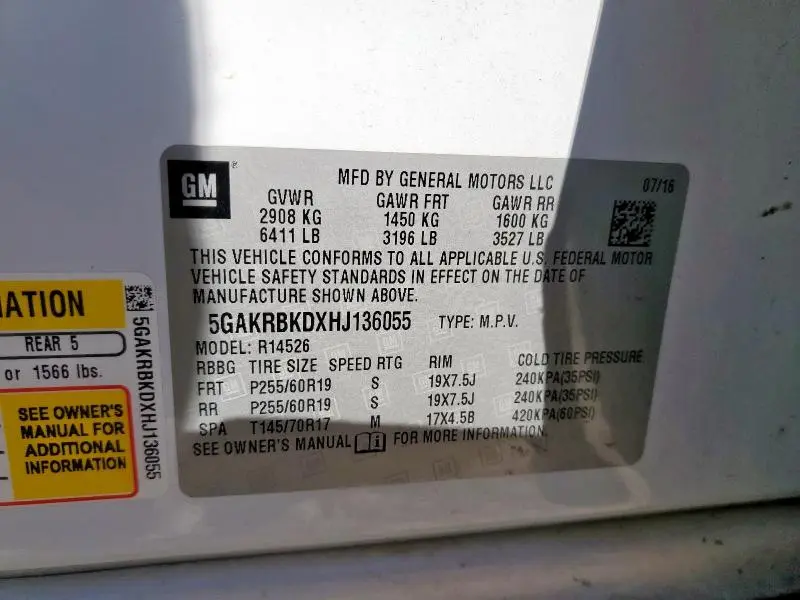 GM
MFD BY GENERAL MOTORS LLC
07/16
GVWR GAWR FRT GAWR RR
2908 KG 1450 KG 1600 KG
6411 LB 3196 LB 3527 LB
THIS VEHICLE CONFORMS TO ALL APPLICABLE U.S. FEDERAL MOTOR
VEHICLE SAFETY STANDARDS IN EFFECT ON THE DATE OF
MANUFACTURE SHOWN ABOVE.
5GAKRBKDXHJ136055 TYPE: M.P.V.
MODEL: R14526
RBBG TIRE SIZE SPEED RTG RIM COLD TIRE PRESSURE
FRT P255/60R19 S 19X7.5J 240KPA(35PSI)
RR P255/60R19 S 19X7.5J 240KPA(35PSI)
SPA T145/70R17 M 17X4.5B 420KPA(60PSI)
SEE OWNER'S MANUAL FOR MORE INFORMATION.
REAR 5
or 1566 lbs.
SEE OWNER'S
MANUAL FOR
ADDITIONAL
INFORMATION
5GAKRBKDXHJ136055